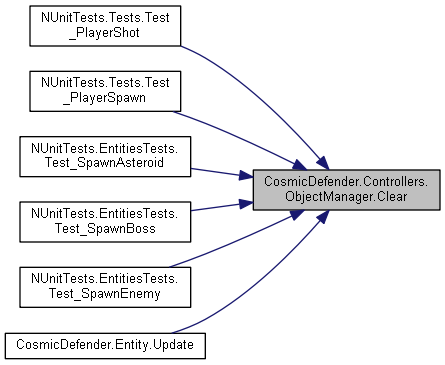 NUnitTests.Tests.Test
_PlayerShot
NUnitTests.Tests.Test
_PlayerSpawn
NUnitTests.EntitiesTests.
Test_SpawnAsteroid
CosmicDefender.Controllers.
ObjectManager.Clear
NUnitTests.EntitiesTests.
Test_SpawnBoss
NUnitTests.EntitiesTests.
Test_SpawnEnemy
CosmicDefender.Entity.Update